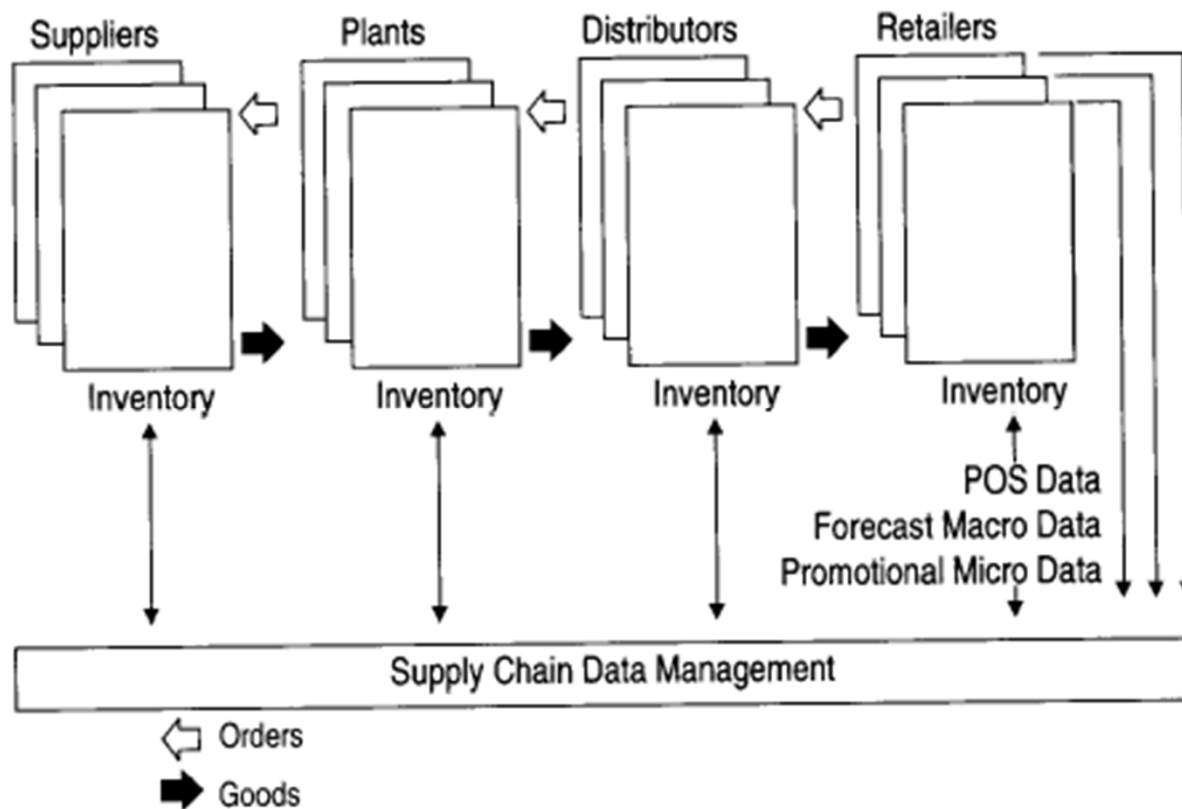 Suppliers
Plants
Distributors
Retailers
Inventory
Inventory
Inventory
Inventory
POS Data
Forecast Macro Data
Promotional Micro Data
Supply Chain Data Management
Orders
Goods